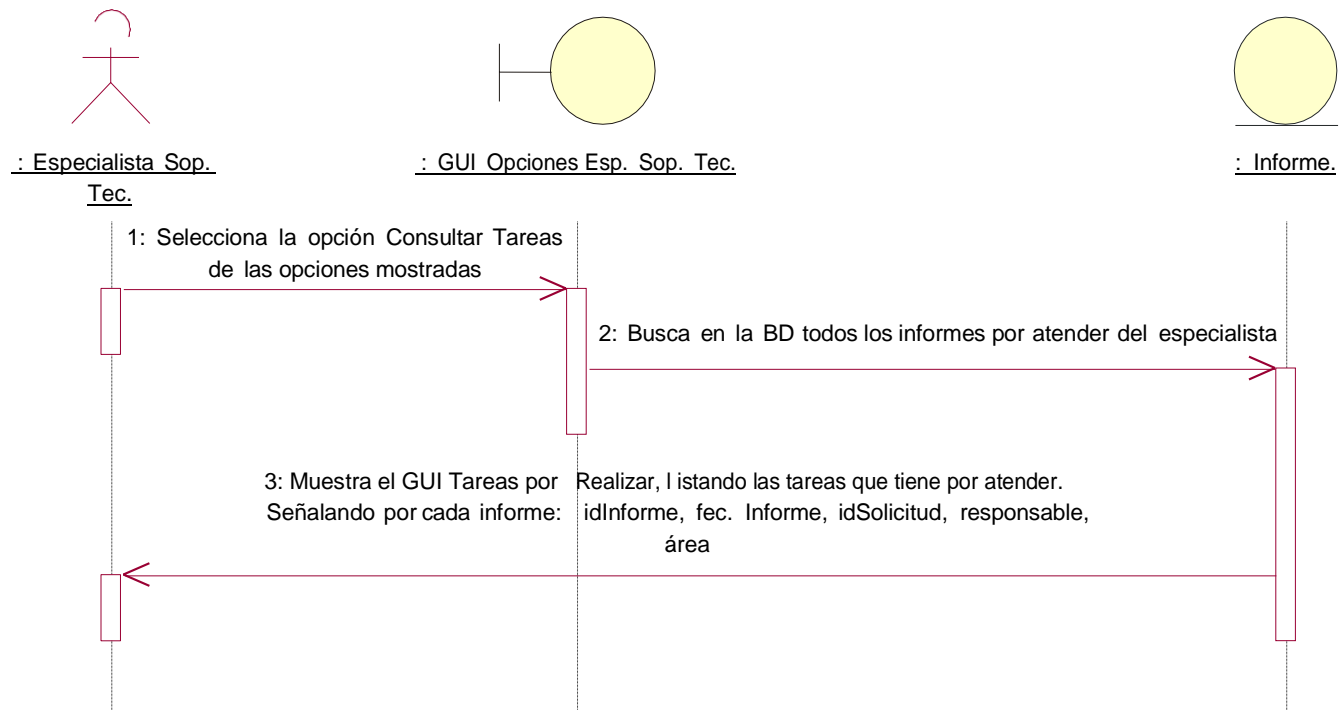 : Especialista Sop.
Tec.
: GUI Opciones Esp. Sop. Tec.
: Informe.
1: Selecciona la opción Consultar Tareas
de las opciones mostradas
2: Busca en la BD todos los informes por atender del especialista
3: Muestra el GUI Tareas por Realizar, l istando las tareas que tiene por atender.
Señalando por cada informe: idInforme, fec. Informe, idSolicitud, responsable,
área